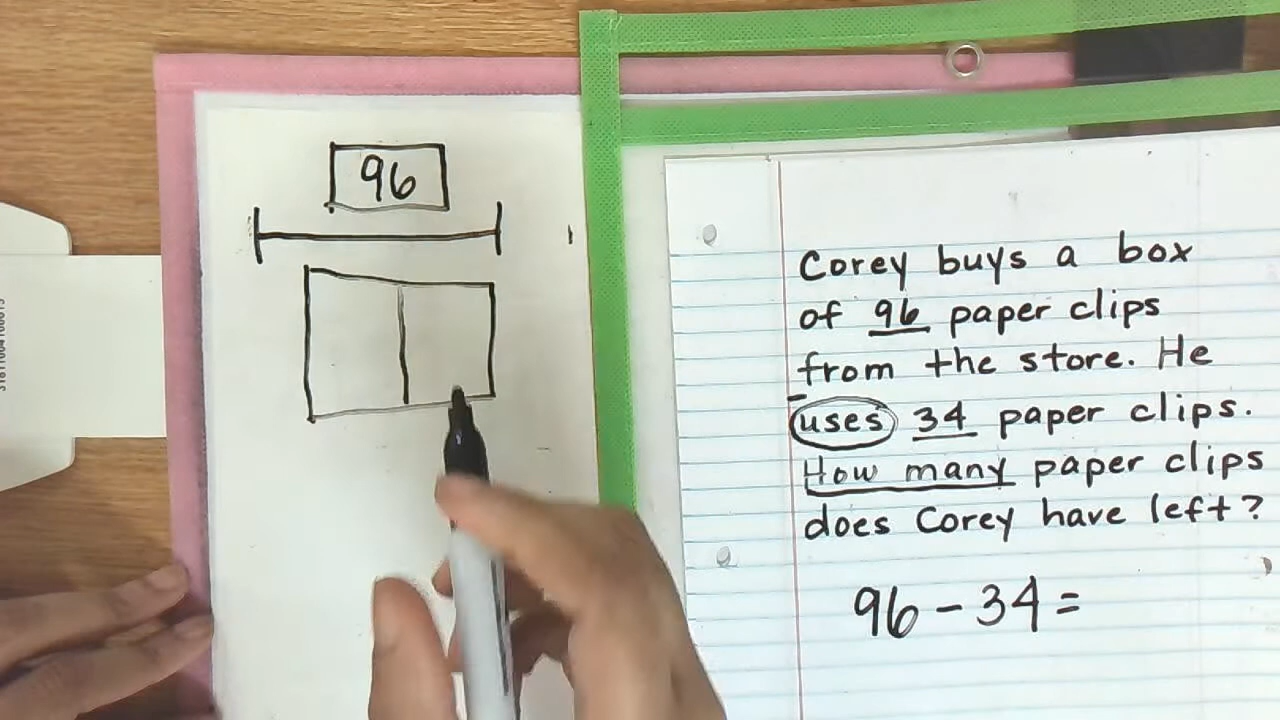 96
Corey buys a box
of 96 paper clips
from the store. He
uses 34 paper clips.
How many paper clips
does Corey have left?
96 - 34 =